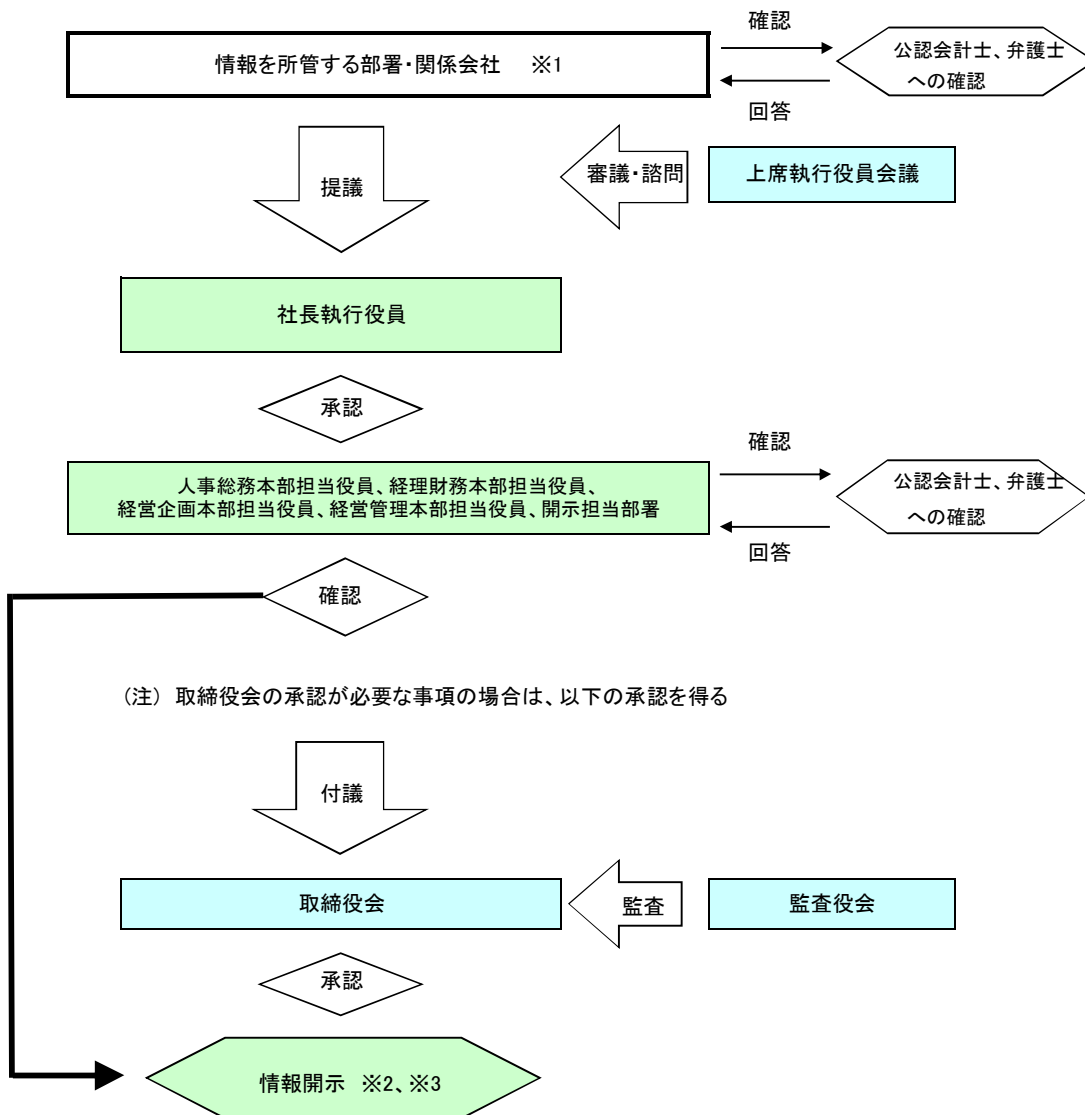 確認
情報を所管する部署・関係会社 ※1
公認会計士、弁護士
への確認
回答
提議
審議・諮問
上席執行役員会議
社長執行役員
承認
確認
人事総務本部担当役員、経理財務本部担当役員、
経営企画本部担当役員、経営管理本部担当役員、開示担当部署
公認会計士、弁護士
への確認
回答
確認
(注) 取締役会の承認が必要な事項の場合は、以下の承認を得る
付議
取締役会
監査
監査役会
承認
情報開示 ※2、※3